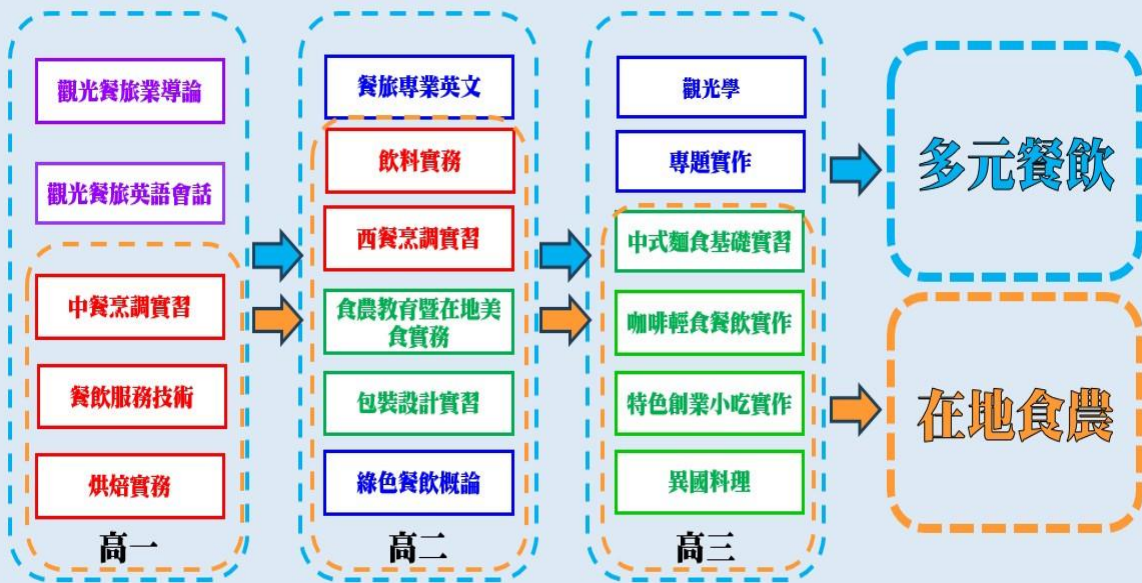 觀光餐旅業導論
觀光餐旅英語會話
中餐烹調實習
餐飲服務技術
烘焙實務
高一
餐旅專業英文
飲料實務
西餐烹調實習
食農教育暨在地美
食實務
包裝設計實習
綠色餐飲概論
高二
觀光學
專題實作
中式麵食基礎實習
咖啡輕食餐飲實作
特色創業小吃實作
異國料理
高三
多元餐飲
在地食農